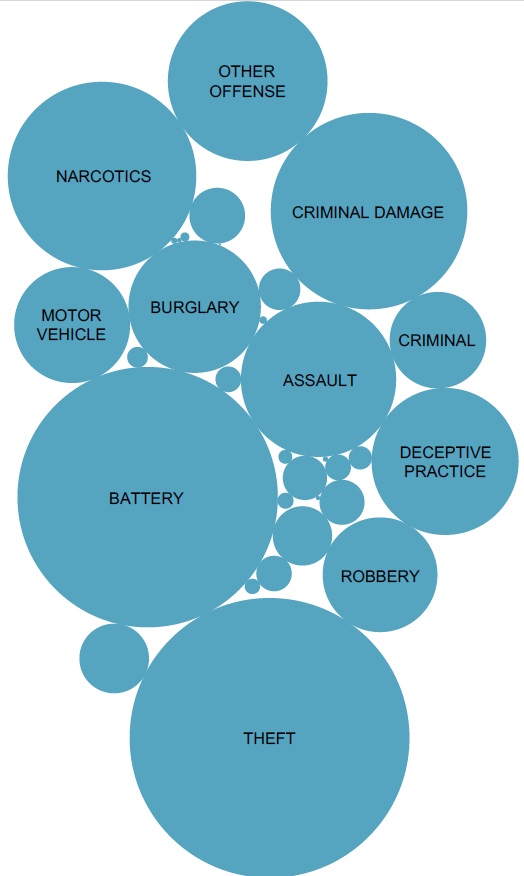 OTHER
OFFENSE
NARCOTICS
CRIMINAL DAMAGE
BURGLARY
MOTOR
VEHICLE
CRIMINAL
ASSAULT
DECEPTIVE
PRACTICE
BATTERY
ROBBERY
THEFT